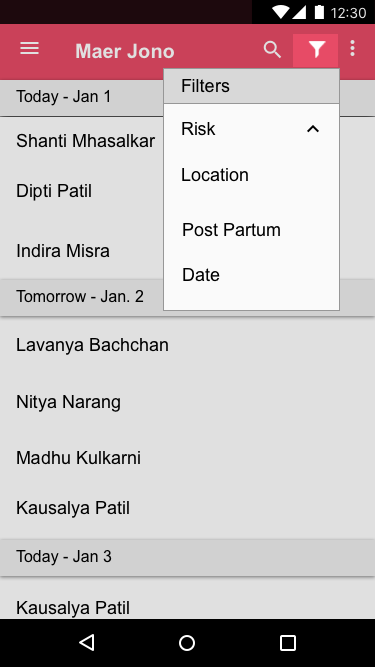 12:30
Maer Jono
Today - Jan 1
Filters
Risk
Location
Post Partum
Date
Shanti Mhasalkar
Dipti Patil
Indira Misra
Tomorrow - Jan. 2
Lavanya Bachchan
Nitya Narang
Madhu Kulkarni
Kausalya Patil
Today - Jan 3
Kausalya Patil